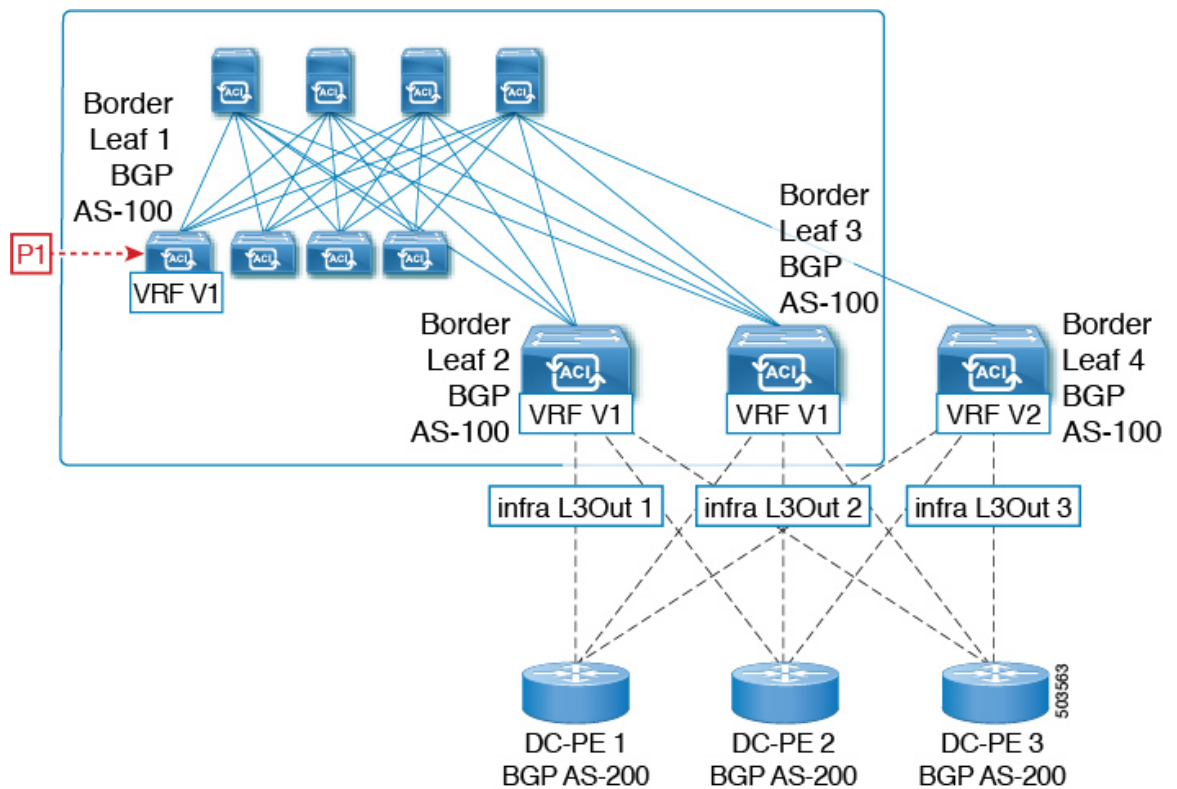 ACI
ACI
ACI
ACI
Border
Leaf 1
BGP
AS-100
P1
ACI
ACI
ACI
ACI
VRF V1
Border
Leaf 3
BGP
AS-100
Border
Leaf 2
BGP
AS-100
ACI
VRF V1
ACI
VRF V1
ACI
VRF V2
Border
Leaf 4
BGP
AS-100
infra L3Out 1
infra L3Out 2
infra L3Out 3
503563
DC-PE 1
BGP AS-200
DC-PE 2
BGP AS-200
DC-PE 3
BGP AS-200